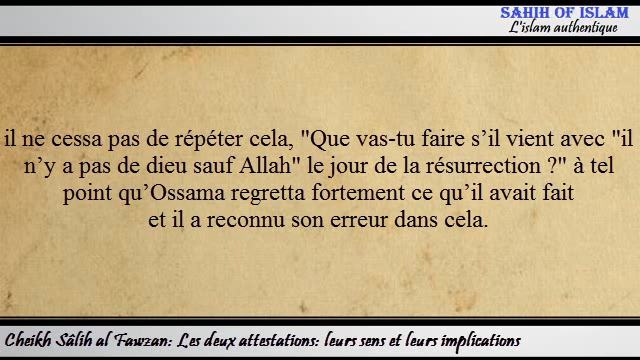 SAHIH OF ISLAM
L'islam authentique
il ne cessa pas de répéter cela, "Que vas-tu faire s’il vient avec "il
n’y a pas de dieu sauf Allah" le jour de la résurrection ?" à tel
point qu’Ossama regretta fortement ce qu’il avait fait
et il a reconnu son erreur dans cela.
Cheikh Sâlih al Fawzan: Les deux attestations: leurs sens et leurs implications